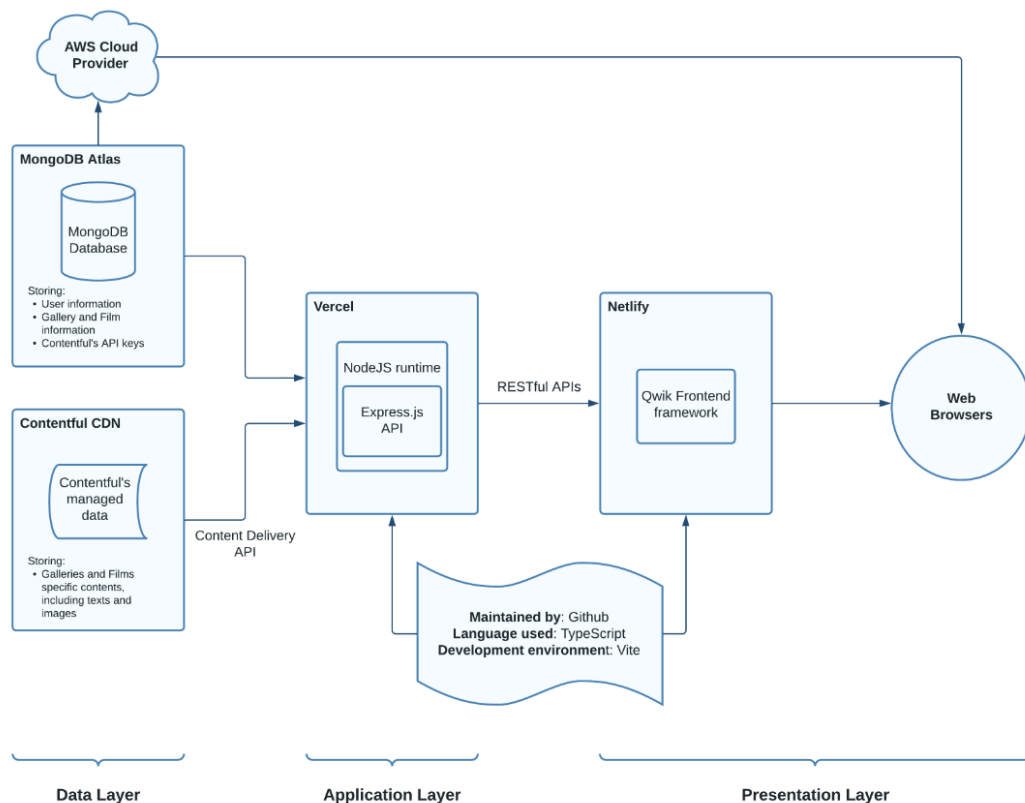 AWS Cloud
Provider
MongoDB Atlas
MongoDB
Database
Storing:
• User information
• Gallery and Film
information
• Contentful's API keys
Contentful CDN
Contentful's
managed
data
Storing:
• Galleries and Films
specific contents,
including texts and
images
Content Delivery
API
Vercel
NodeJS runtime
Express.js
API
RESTful APIs
Netlify
Qwik Frontend
framework
Web
Browsers
Maintained by: Github
Language used: TypeScript
Development environment: Vite
Data Layer
Application Layer
Presentation Layer